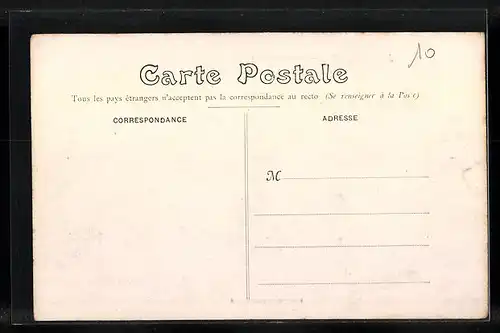 10
Carte Postale
Tous les pays étrangers n'acceptent pas la correspondance au recto (Se renseigner à la Poste)
CORRESPONDANCE
ADRESSE
M